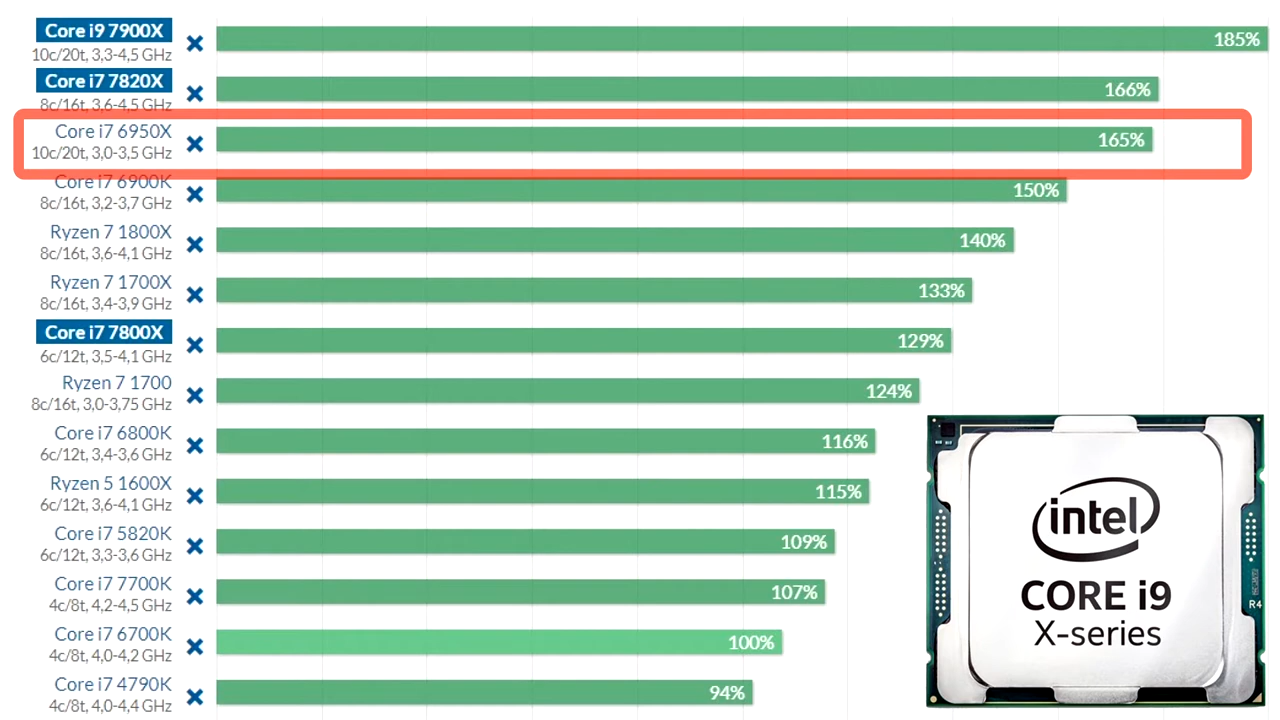 Core i9 7900X
10c/20t, 3,3-4,5 GHz
185%
Core i7 7820X
8c/16t, 3,6-4,5 GHz
166%
Core i7 6950X
10c/20t, 3,0-3,5 GHz
165%
Core i7 6900K
8c/16t, 3,2-3,7 GHz
150%
Ryzen 7 1800X
8c/16t, 3,6-4,1 GHz
140%
Ryzen 7 1700X
8c/16t, 3,4-3,9 GHz
133%
Core i7 7800X
6c/12t, 3,5-4,1 GHz
129%
Ryzen 7 1700
8c/16t, 3,0-3,75 GHz
124%
Core i7 6800K
6c/12t, 3,4-3,6 GHz
116%
Ryzen 5 1600X
6c/12t, 3,6-4,1 GHz
115%
Core i7 5820K
6c/12t, 3,3-3,6 GHz
109%
Core i7 7700K
4c/8t, 4,2-4,5 GHz
107%
Core i7 6700K
4c/8t, 4,0-4,2 GHz
100%
Core i7 4790K
4c/8t, 4,0-4,4 GHz
94%
intel
CORE i9
X-series
R4